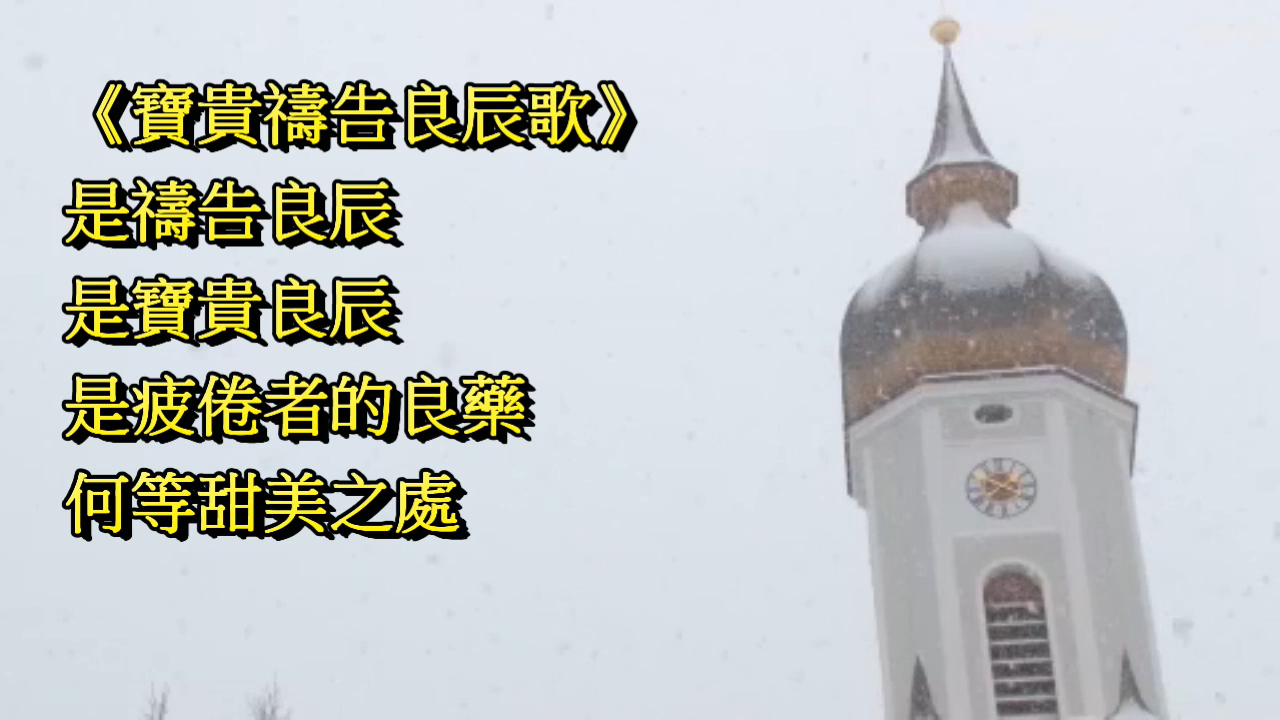 《寶貴禱告良辰歌》
是禱告良辰
是寶貴良辰
是疲倦者的良藥
何等甜美之處